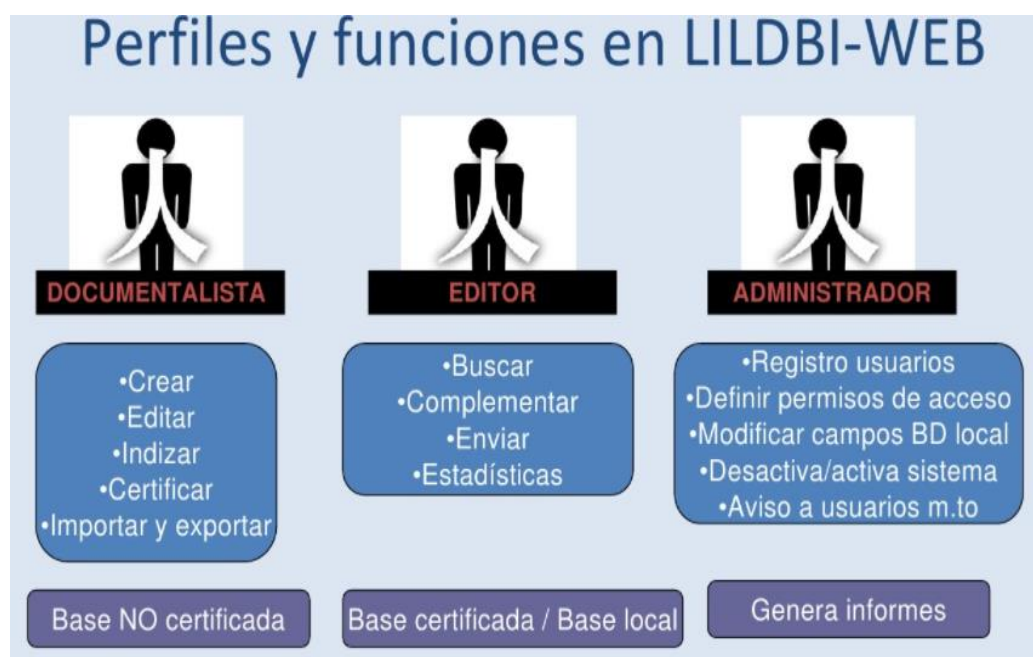 Perfiles y funciones en LILDBI-WEB
DOCUMENTALISTA
•Crear
•Editar
•Indizar
•Certificar
•Importar y exportar
Base NO certificada
EDITOR
•Buscar
•Complementar
•Enviar
•Estadísticas
Base certificada / Base local
ADMINISTRADOR
•Registro usuarios
•Definir permisos de acceso
•Modificar campos BD local
•Desactiva/activa sistema
•Aviso a usuarios m.to
Genera informes